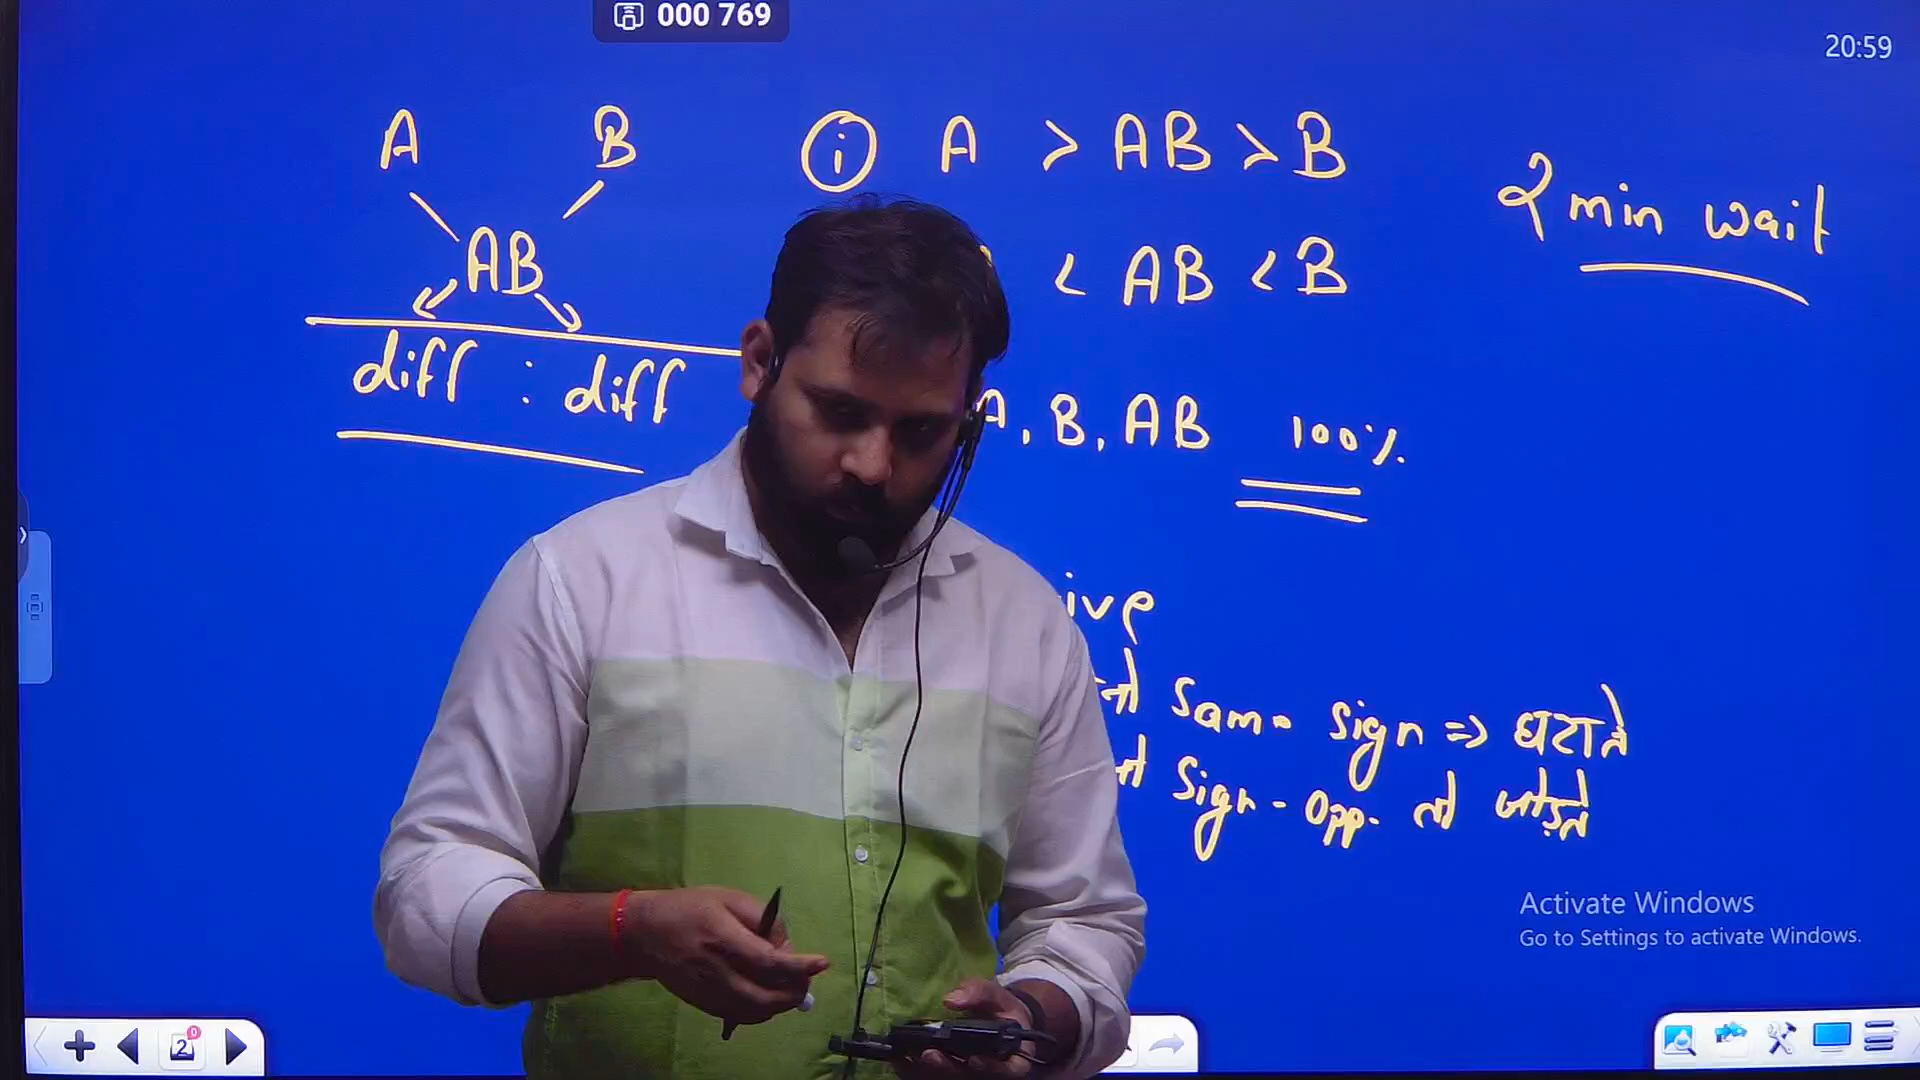 000 769
20:59
A B
AB
diff : diff
i A > AB > B
< AB < B
A, B, AB 100%
2 min wait
ive
तो Same sign => घटाते
तो Sign - opp. तो जोड़ते
Activate Windows
Go to Settings to activate Windows.
2
0